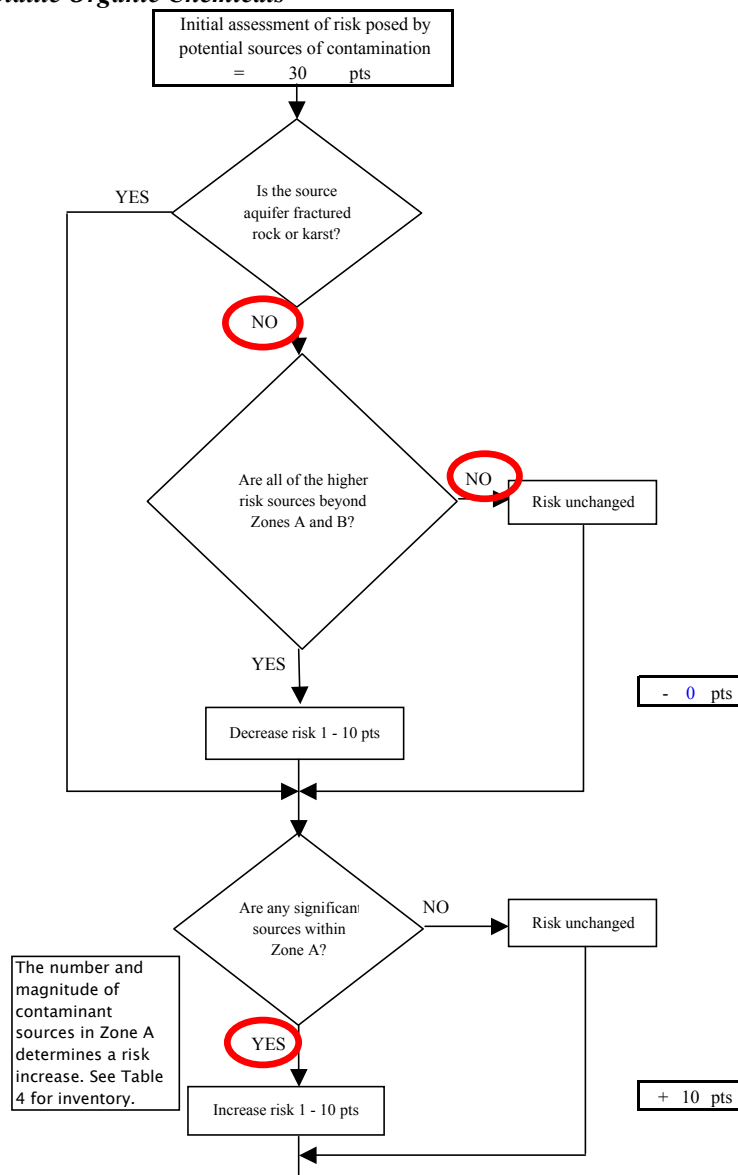 Organic Chemicals
Initial assessment of risk posed by
potential sources of contamination
= 30 pts
YES
Is the source
aquifer fractured
rock or karst?
NO
Are all of the higher
risk sources beyond
Zones A and B?
NO
Risk unchanged
YES
- 0 pts
Decrease risk 1 - 10 pts
Are any significant
sources within
Zone A?
NO
Risk unchanged
The number and
magnitude of
contaminant
sources in Zone A
determines a risk
increase. See Table
4 for inventory.
YES
+ 10 pts
Increase risk 1 - 10 pts